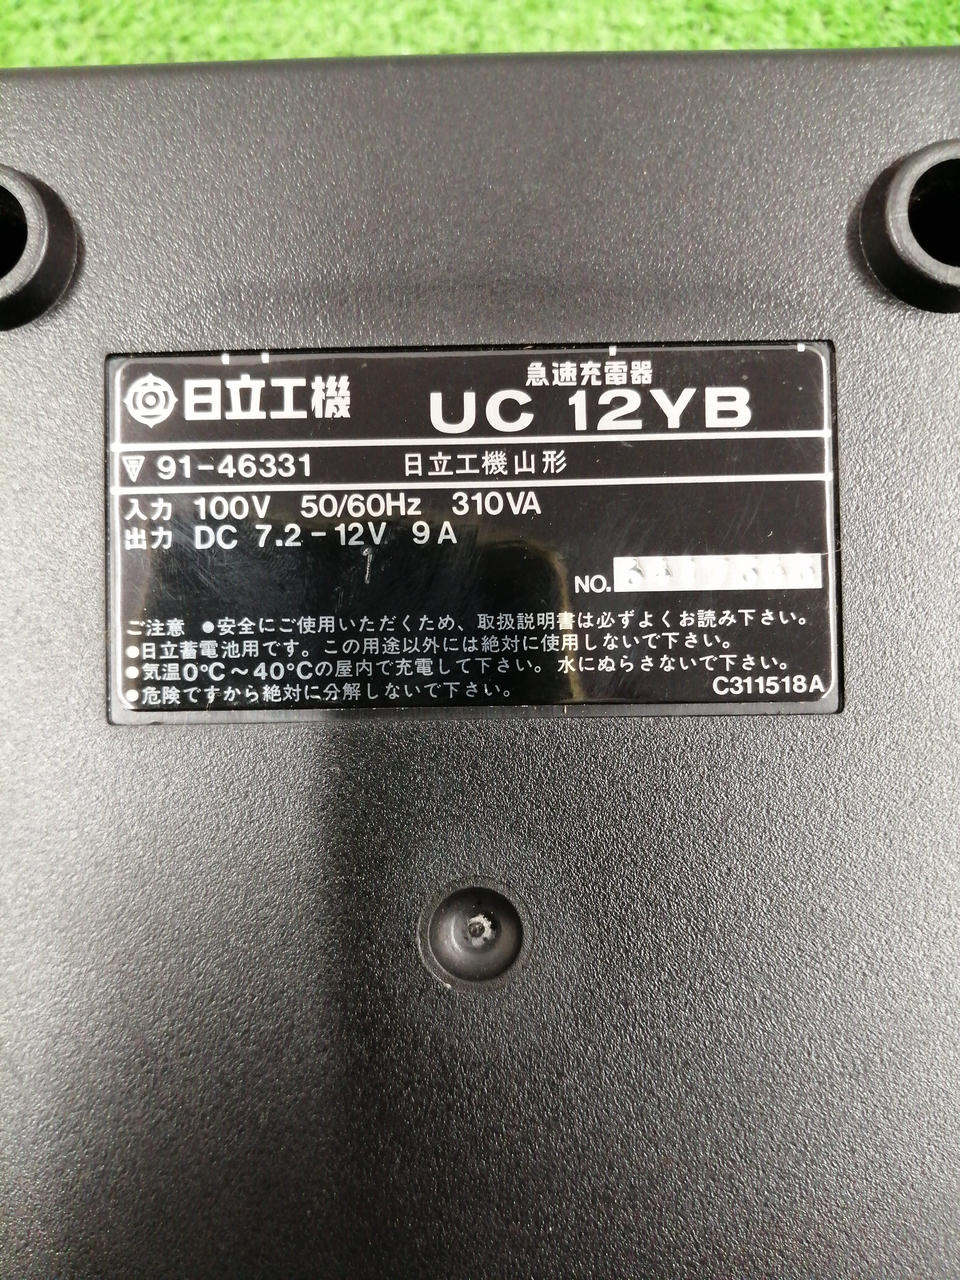 日立工機
急速充電器
UC 12YB
91-46331 日立工機山形
入力 100V 50/60Hz 310VA
出力 DC 7.2-12V 9A
NO.
ご注意 ●安全にご使用いただくため、取扱説明書は必ずよくお読み下さい。
●日立蓄電池用です。この用途以外には絶対に使用しないで下さい。
●気温0℃～40℃の屋内で充電して下さい。水にぬらさないで下さい。
●危険ですから絶対に分解しないで下さい。
C311518A